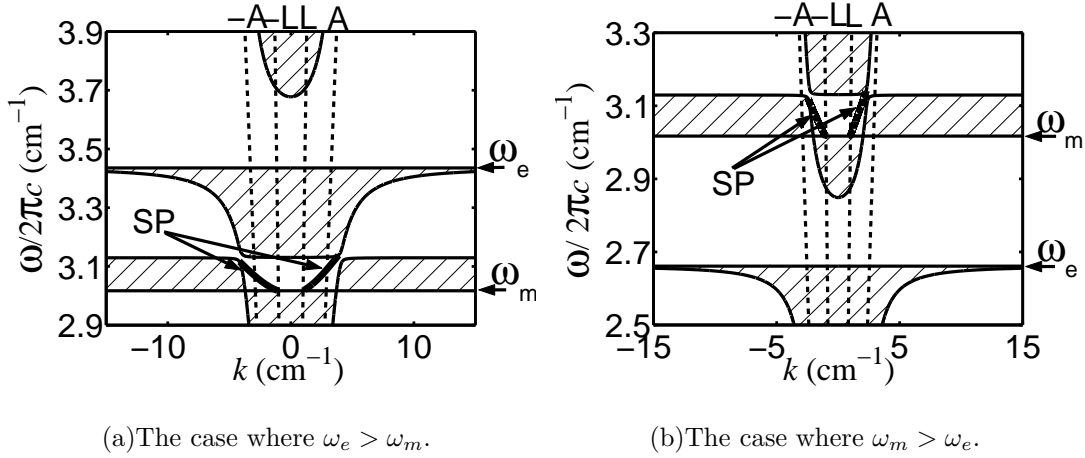 −A −L L A
3.9
3.7
3.5
3.3
3.1
2.9
ω/2πc (cm⁻¹)
ωe
SP
ωm
−10 0 10
k (cm⁻¹)
(a)The case where ωe > ωm.
−A −L L A
3.3
3.1
2.9
2.7
2.5
ω/2πc (cm⁻¹)
ωm
SP
ωe
−15 −5 5 15
k (cm⁻¹)
(b)The case where ωm > ωe.